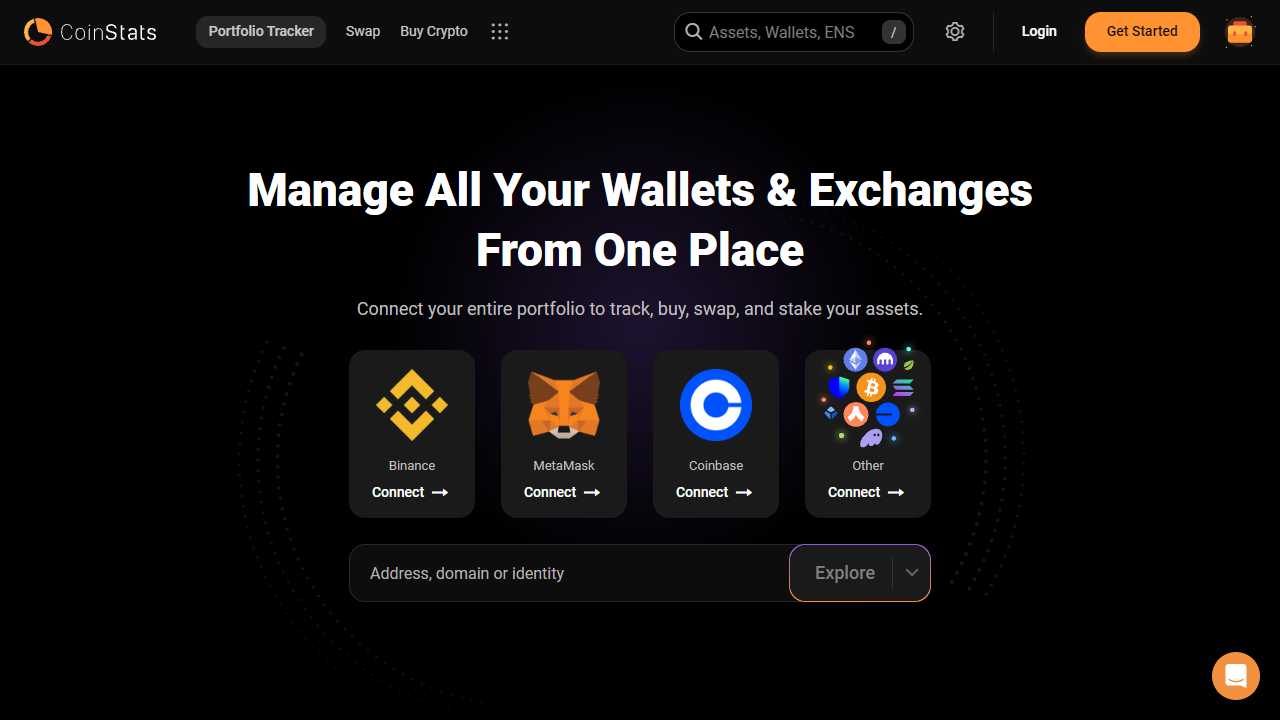 CoinStats
Portfolio Tracker
Swap
Buy Crypto
Assets, Wallets, ENS
/
Login
Get Started
Manage All Your Wallets & Exchanges
From One Place
Connect your entire portfolio to track, buy, swap, and stake your assets.
Binance
Connect
MetaMask
Connect
Coinbase
Connect
Other
Connect
Address, domain or identity
Explore